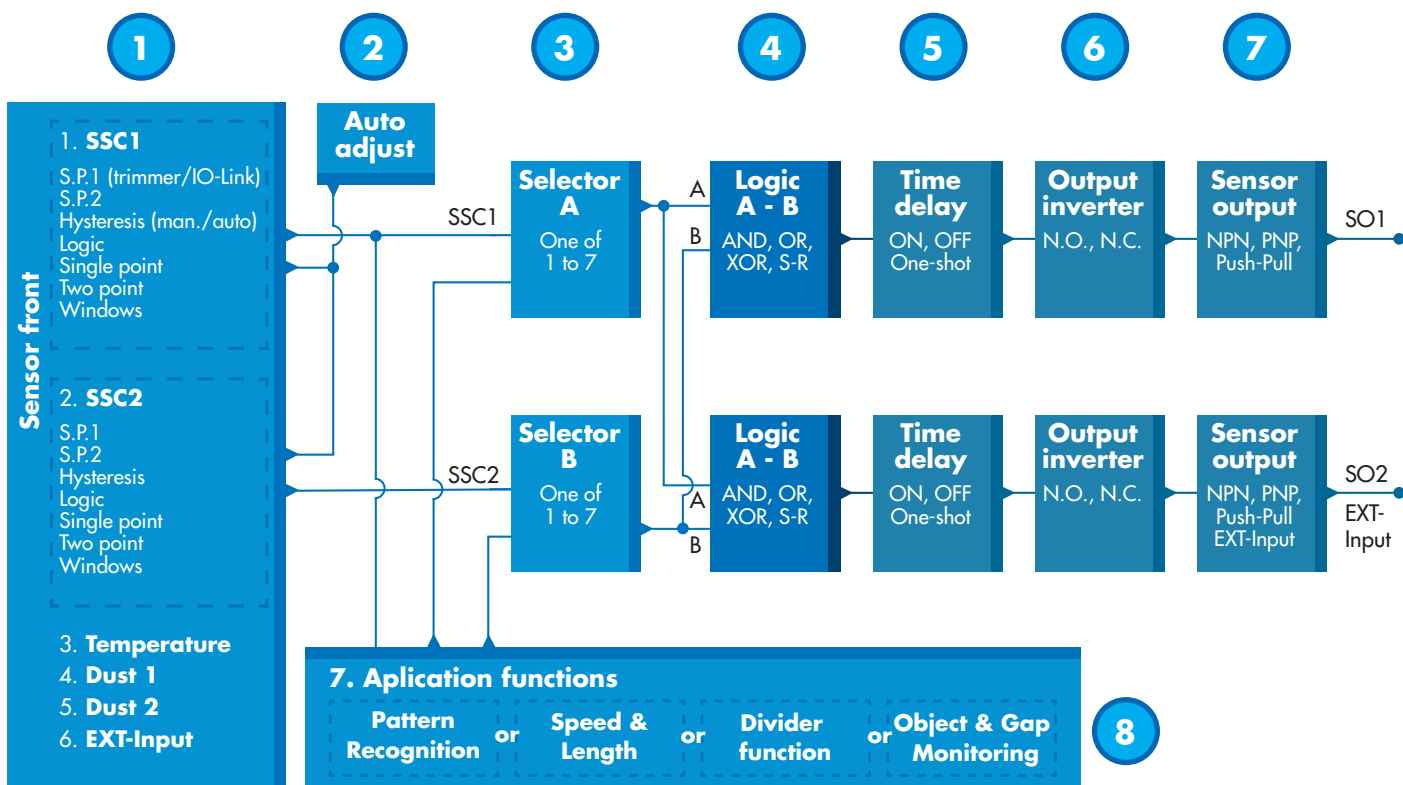 1
2
3
4
5
6
7
Sensor front
1. SSC1
S.P.1 (trimmer/IO-Link)
S.P.2
Hysteresis (man./auto)
Logic
Single point
Two point
Windows
2. SSC2
S.P.1
S.P.2
Hysteresis
Logic
Single point
Two point
Windows
3. Temperature
4. Dust 1
5. Dust 2
6. EXT-Input
Auto
adjust
SSC1
Selector
A
One of
1 to 7
A
B
Logic
A - B
AND, OR,
XOR, S-R
Time
delay
ON, OFF
One-shot
Output
inverter
N.O., N.C.
Sensor
output
NPN, PNP,
Push-Pull
SO1
SSC2
Selector
B
One of
1 to 7
A
B
Logic
A - B
AND, OR,
XOR, S-R
Time
delay
ON, OFF
One-shot
Output
inverter
N.O., N.C.
Sensor
output
NPN, PNP,
Push-Pull
EXT-Input
SO2
EXT-
Input
7. Aplication functions
Pattern
Recognition
or
Speed &
Length
or
Divider
function
or
Object & Gap
Monitoring
8